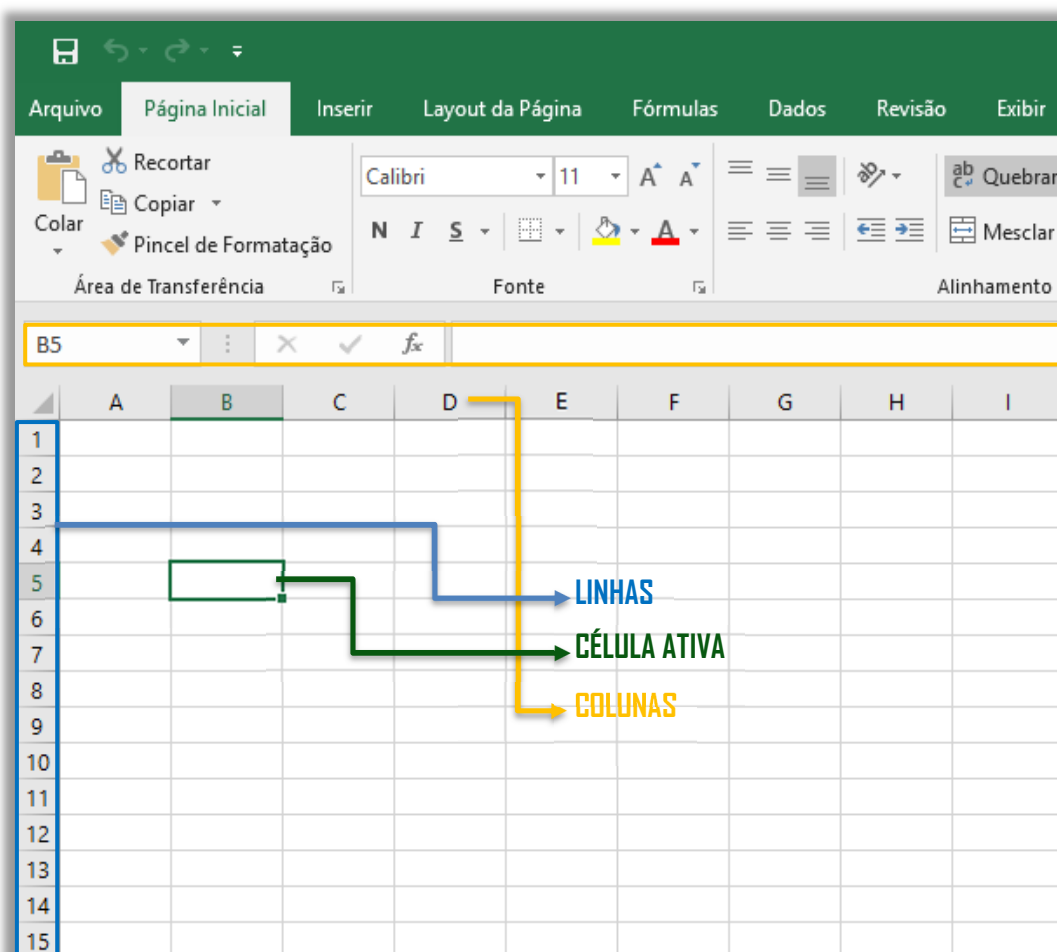 Arquivo Página Inicial Inserir Layout da Página Fórmulas Dados Revisão Exibir
Colar
Recortar
Copiar
Pincel de Formatação
Área de Transferência
Calibri 11 A A
N I S A
Fonte
ab Quebrar
Mesclar
Alinhamento
B5 fx
A B C D E F G H I
1
2
3
4
5
6
7
8
9
10
11
12
13
14
15
LINHAS
CÉLULA ATIVA
COLUNAS